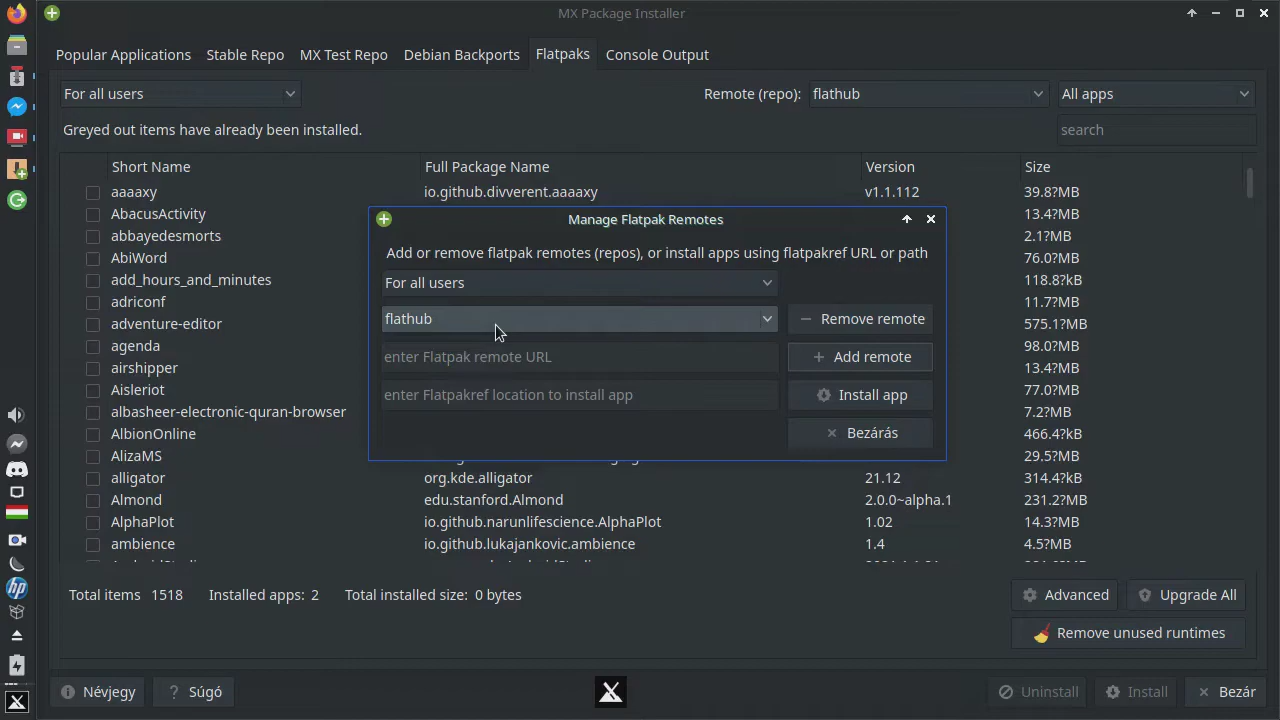 MX Package Installer
Popular Applications Stable Repo MX Test Repo Debian Backports Flatpaks Console Output
For all users Remote (repo): flathub All apps
Greyed out items have already been installed. search
Short Name Full Package Name Version Size
aaaaxy io.github.divverent.aaaaxy v1.1.112 39.8?MB
AbacusActivity 13.4?MB
abbayedesmorts 2.1?MB
AbiWord 76.0?MB
add_hours_and_minutes 118.8?kB
adriconf 11.7?MB
adventure-editor 575.1?MB
agenda 98.0?MB
airshipper 13.4?MB
Aisleriot 77.0?MB
albasheer-electronic-quran-browser 7.2?MB
AlbionOnline 466.4?kB
AlizaMS 29.5?MB
alligator org.kde.alligator 21.12 314.4?kB
Almond edu.stanford.Almond 2.0.0~alpha.1 231.2?MB
AlphaPlot io.github.narunlifescience.AlphaPlot 1.02 14.3?MB
ambience io.github.lukajankovic.ambience 1.4 4.5?MB
Manage Flatpak Remotes
Add or remove flatpak remotes (repos), or install apps using flatpakref URL or path
For all users
flathub Remove remote
enter Flatpak remote URL Add remote
enter Flatpakref location to install app Install app
Bezárás
Total items 1518 Installed apps: 2 Total installed size: 0 bytes
Advanced Upgrade All
Remove unused runtimes
Névjegy Súgó Uninstall Install Bezár
hp